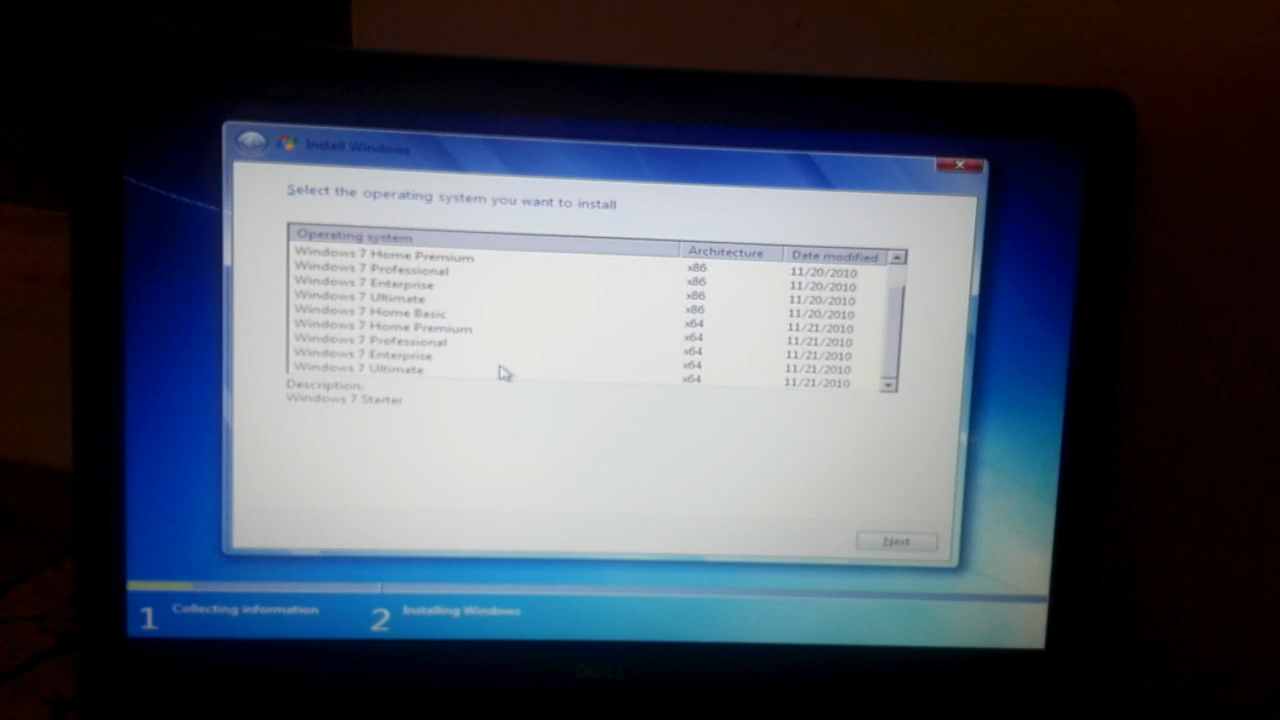 Install Windows
Select the operating system you want to install
Operating system Architecture Date modified
Windows 7 Home Premium x86 11/20/2010
Windows 7 Professional x86 11/20/2010
Windows 7 Enterprise x86 11/20/2010
Windows 7 Ultimate x86 11/20/2010
Windows 7 Home Basic x64 11/21/2010
Windows 7 Home Premium x64 11/21/2010
Windows 7 Professional x64 11/21/2010
Windows 7 Enterprise x64 11/21/2010
Windows 7 Ultimate x64 11/21/2010
Description:
Windows 7 Starter
Next
1 Collecting information 2 Installing Windows
DELL